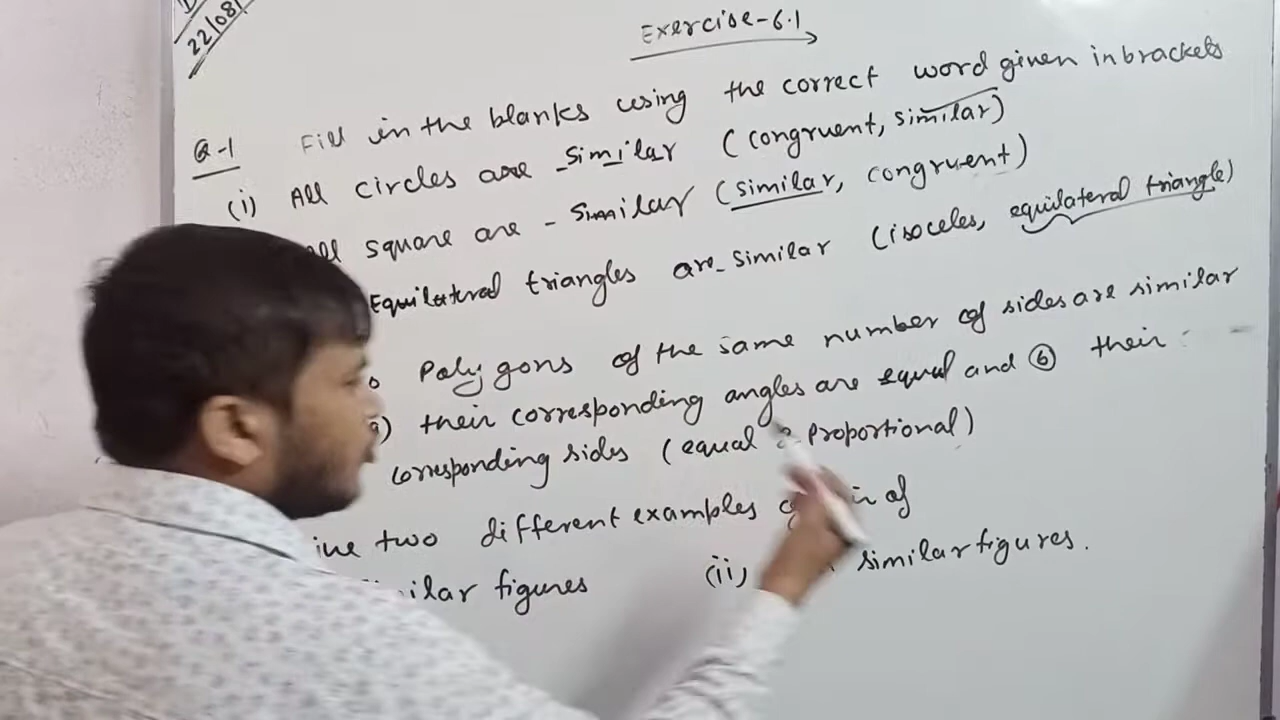 22/08/
Exercise-6.1
Q-1 Fill in the blanks using the correct word given in brackets
(i) All circles are similar (congruent, similar)
square are - similar (similar, congruent)
Equilateral triangles are similar (isoceles, equilateral triangle)
Polygons of the same number of sides are similar
their corresponding angles are equal and ⓑ their
corresponding sides (equal proportional)
two different examples of
figures (ii) similar figures.